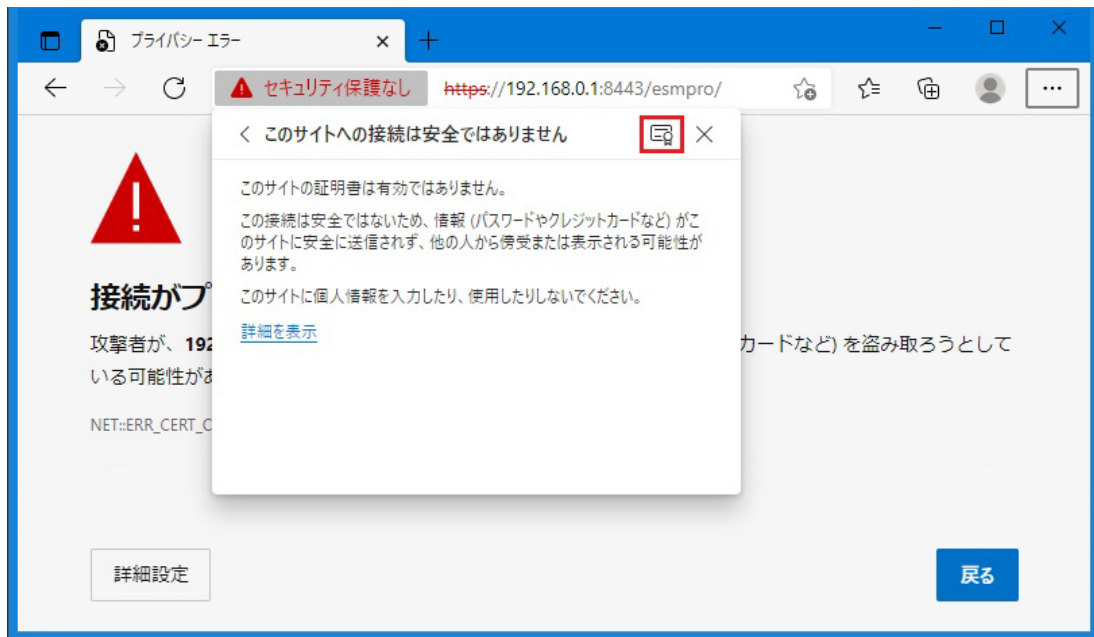 プライバシー エラー
セキュリティ保護なし
https://192.168.0.1:8443/esmpro/
このサイトへの接続は安全ではありません
このサイトの証明書は有効ではありません。
この接続は安全ではないため、情報 (パスワードやクレジットカードなど) がこ
のサイトに安全に送信されず、他の人から傍受または表示される可能性が
あります。
このサイトに個人情報を入力したり、使用したりしないでください。
詳細を表示
接続がプ
攻撃者が、192 カードなど) を盗み取ろうとして
いる可能性があ
NET::ERR_CERT_C
詳細設定
戻る